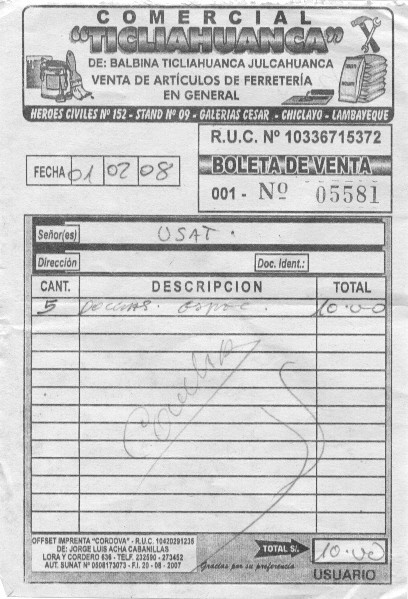 COMERCIAL
"TICLIAHUANCA"
DE: BALBINA TICLIAHUANCA JULCAHUANCA
VENTA DE ARTÍCULOS DE FERRETERÍA
EN GENERAL
HEROES CIVILES Nº 152 - STAND Nº 09 - GALERIAS CESAR - CHICLAYO - LAMBAYEQUE
R.U.C. Nº 10336715372
FECHA 01 02 08
BOLETA DE VENTA
001 - Nº 05581
Señor(es) USAT.
Dirección Doc. Ident.:
CANT. DESCRIPCION TOTAL
5 10.00
OFFSET IMPRENTA "CORDOVA" - R.U.C. 10420291235
DE: JORGE LUIS ACHA CABANILLAS
LORA Y CORDERO 636 - TELF. 232590 - 273452
AUT. SUNAT Nº 0508173073 - F.I. 20 - 08 - 2007
Gracias por su preferencia
TOTAL S/. 10.00
USUARIO